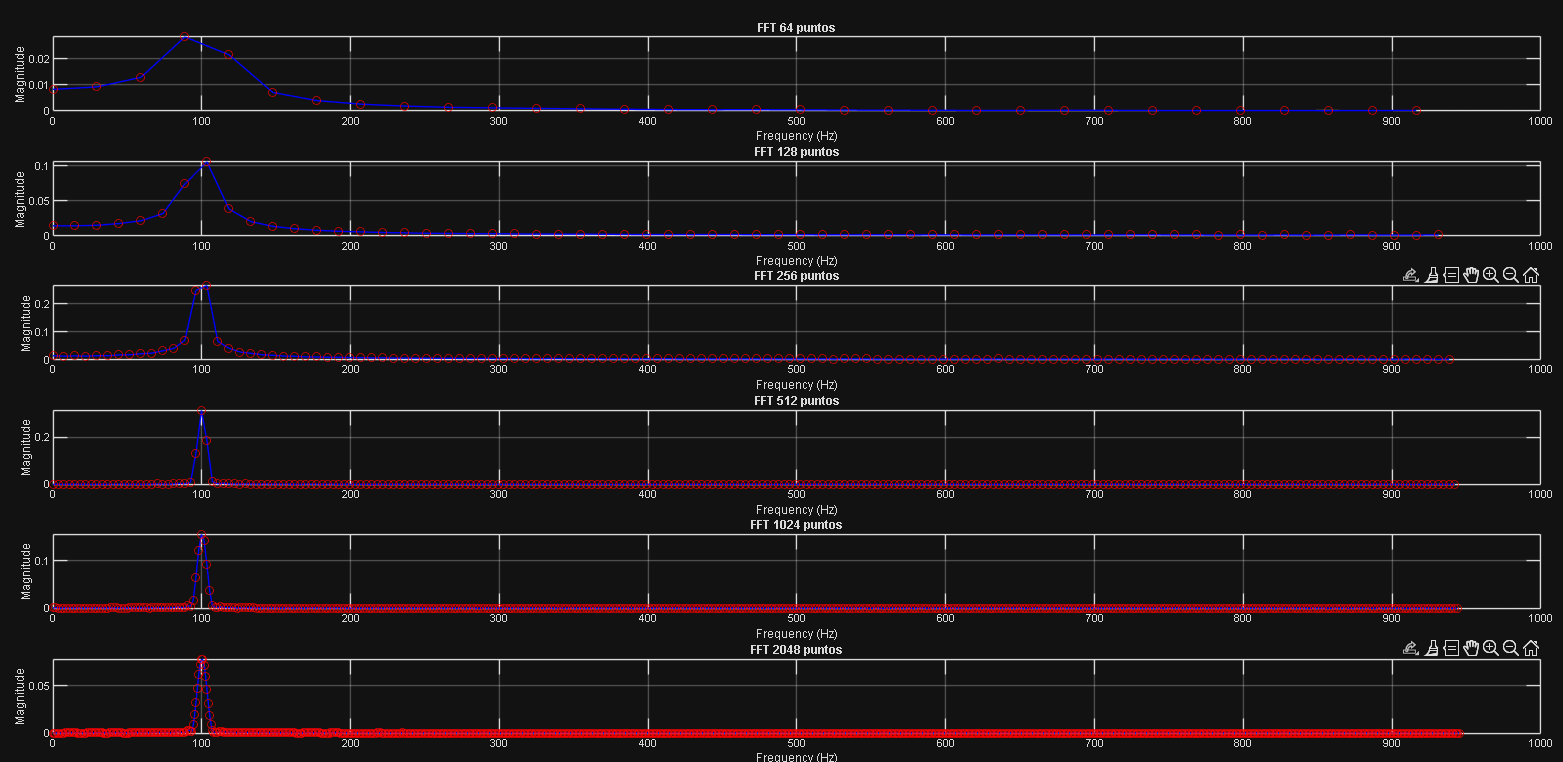 FFT 64 puntos
Magnitude
0.02
0.01
0
0 100 200 300 400 500 600 700 800 900 1000
Frequency (Hz)
FFT 128 puntos
Magnitude
0.1
0.05
0
0 100 200 300 400 500 600 700 800 900 1000
Frequency (Hz)
FFT 256 puntos
Magnitude
0.2
0.1
0
0 100 200 300 400 500 600 700 800 900 1000
Frequency (Hz)
FFT 512 puntos
Magnitude
0.2
0
0 100 200 300 400 500 600 700 800 900 1000
Frequency (Hz)
FFT 1024 puntos
Magnitude
0.1
0
0 100 200 300 400 500 600 700 800 900 1000
Frequency (Hz)
FFT 2048 puntos
Magnitude
0.05
0
0 100 200 300 400 500 600 700 800 900 1000
Frequency (Hz)